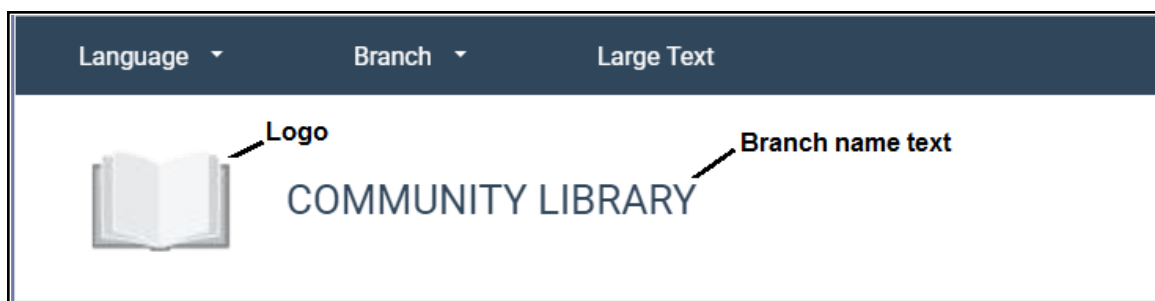 Language Branch Large Text
Logo
Branch name text
COMMUNITY LIBRARY